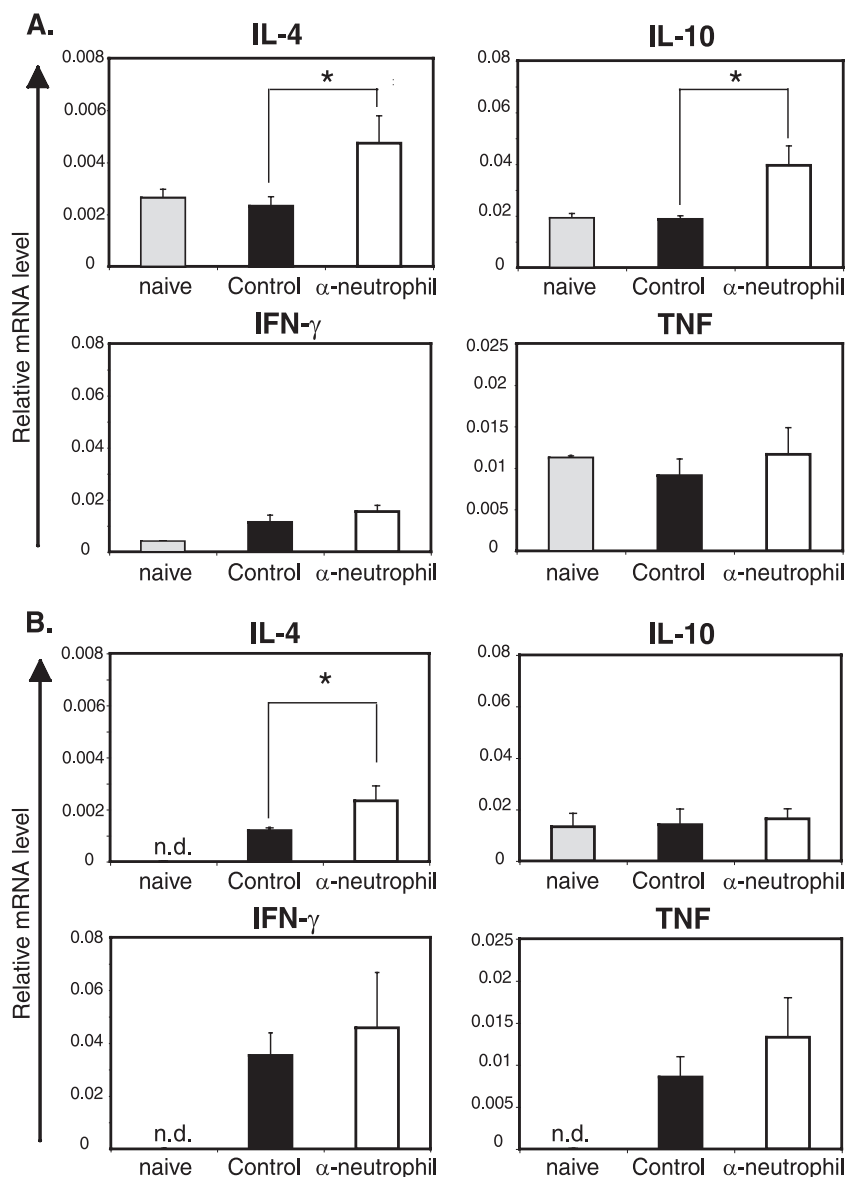 A.
IL-4
0.008
0.006
0.004
0.002
0
*
naive Control α-neutrophil
IL-10
0.08
0.06
0.04
0.02
0
*
naive Control α-neutrophil
IFN-γ
0.08
0.06
0.04
0.02
0
naive Control α-neutrophil
TNF
0.025
0.02
0.015
0.01
0.005
0
naive Control α-neutrophil
Relative mRNA level
B.
IL-4
0.008
0.006
0.004
0.002
0
*
n.d.
naive Control α-neutrophil
IL-10
0.08
0.06
0.04
0.02
0
naive Control α-neutrophil
IFN-γ
0.08
0.06
0.04
0.02
0
n.d.
naive Control α-neutrophil
TNF
0.025
0.02
0.015
0.01
0.005
0
n.d.
naive Control α-neutrophil
Relative mRNA level